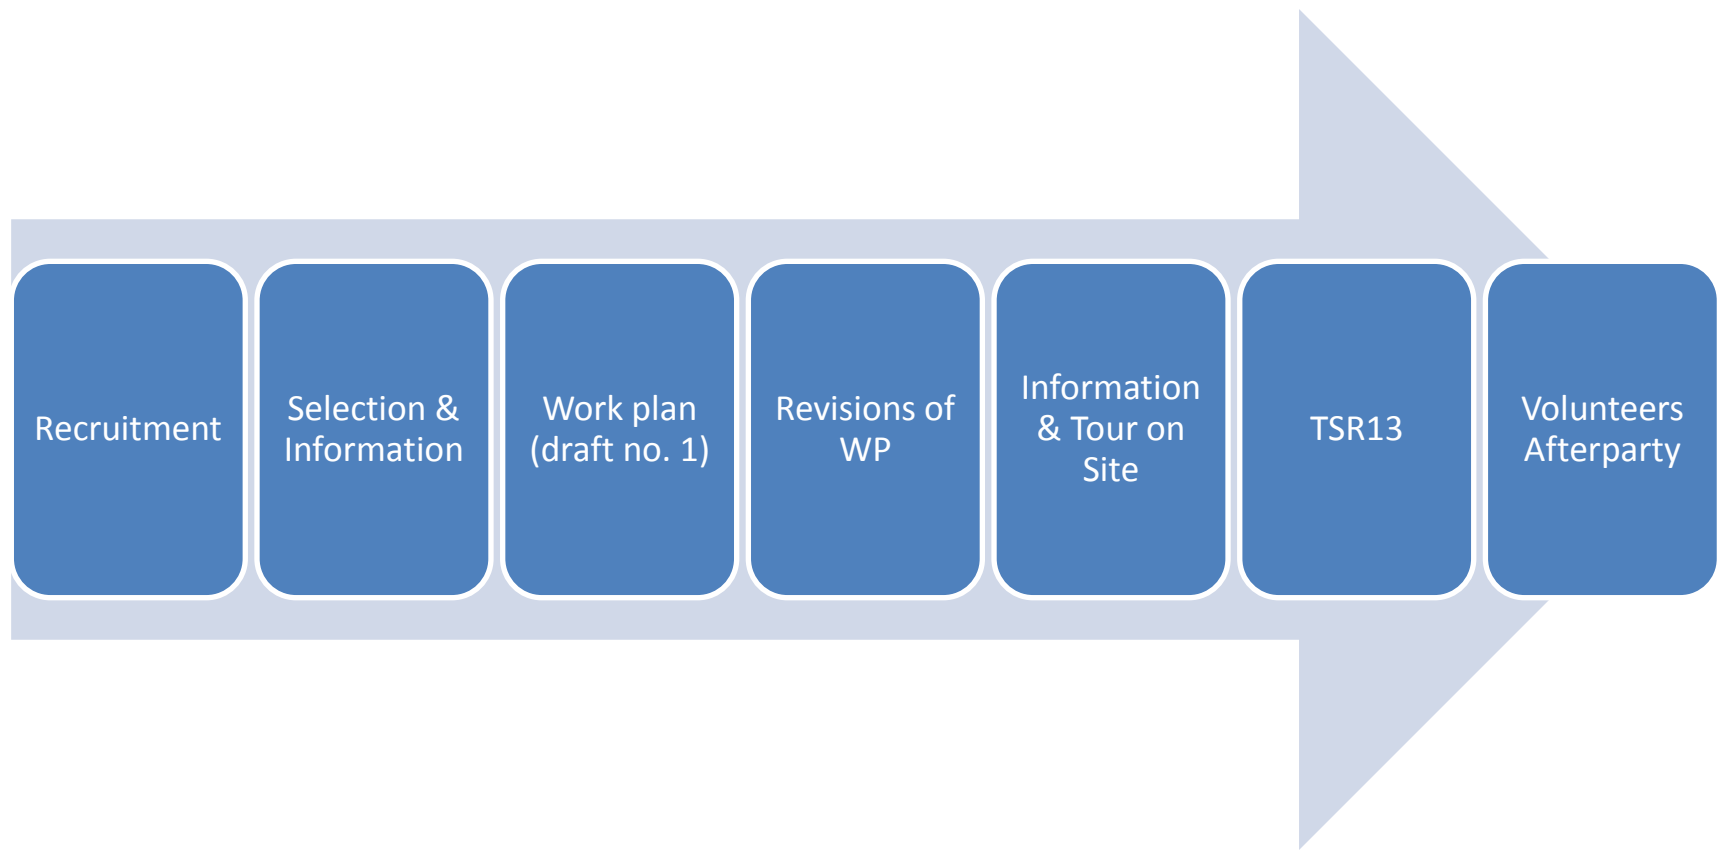 Recruitment
Selection &
Information
Work plan
(draft no. 1)
Revisions of
WP
Information
& Tour on
Site
TSR13
Volunteers
Afterparty